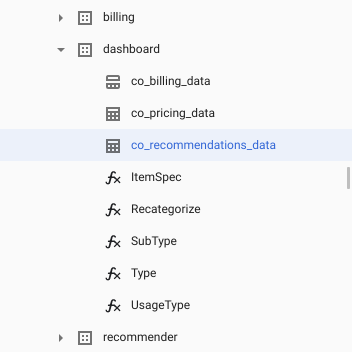 billing
dashboard
co_billing_data
co_pricing_data
co_recommendations_data
ItemSpec
Recategorize
SubType
Type
UsageType
recommender